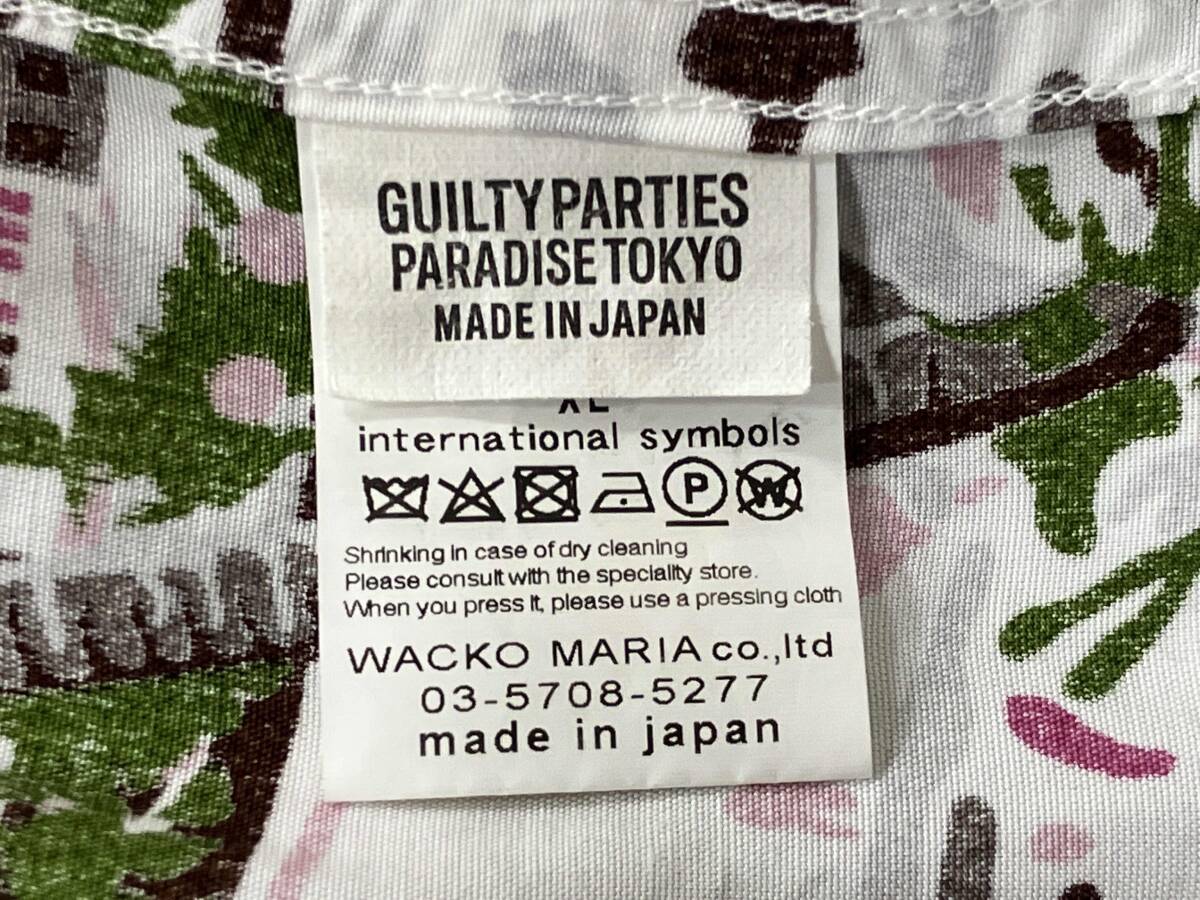 GUILTY PARTIES
PARADISE TOKYO
MADE IN JAPAN
XL
international symbols
P W
Shrinking in case of dry cleaning
Please consult with the speciality store.
When you press It, please use a pressing cloth
WACKO MARIA co.,ltd
03-5708-5277
made in japan